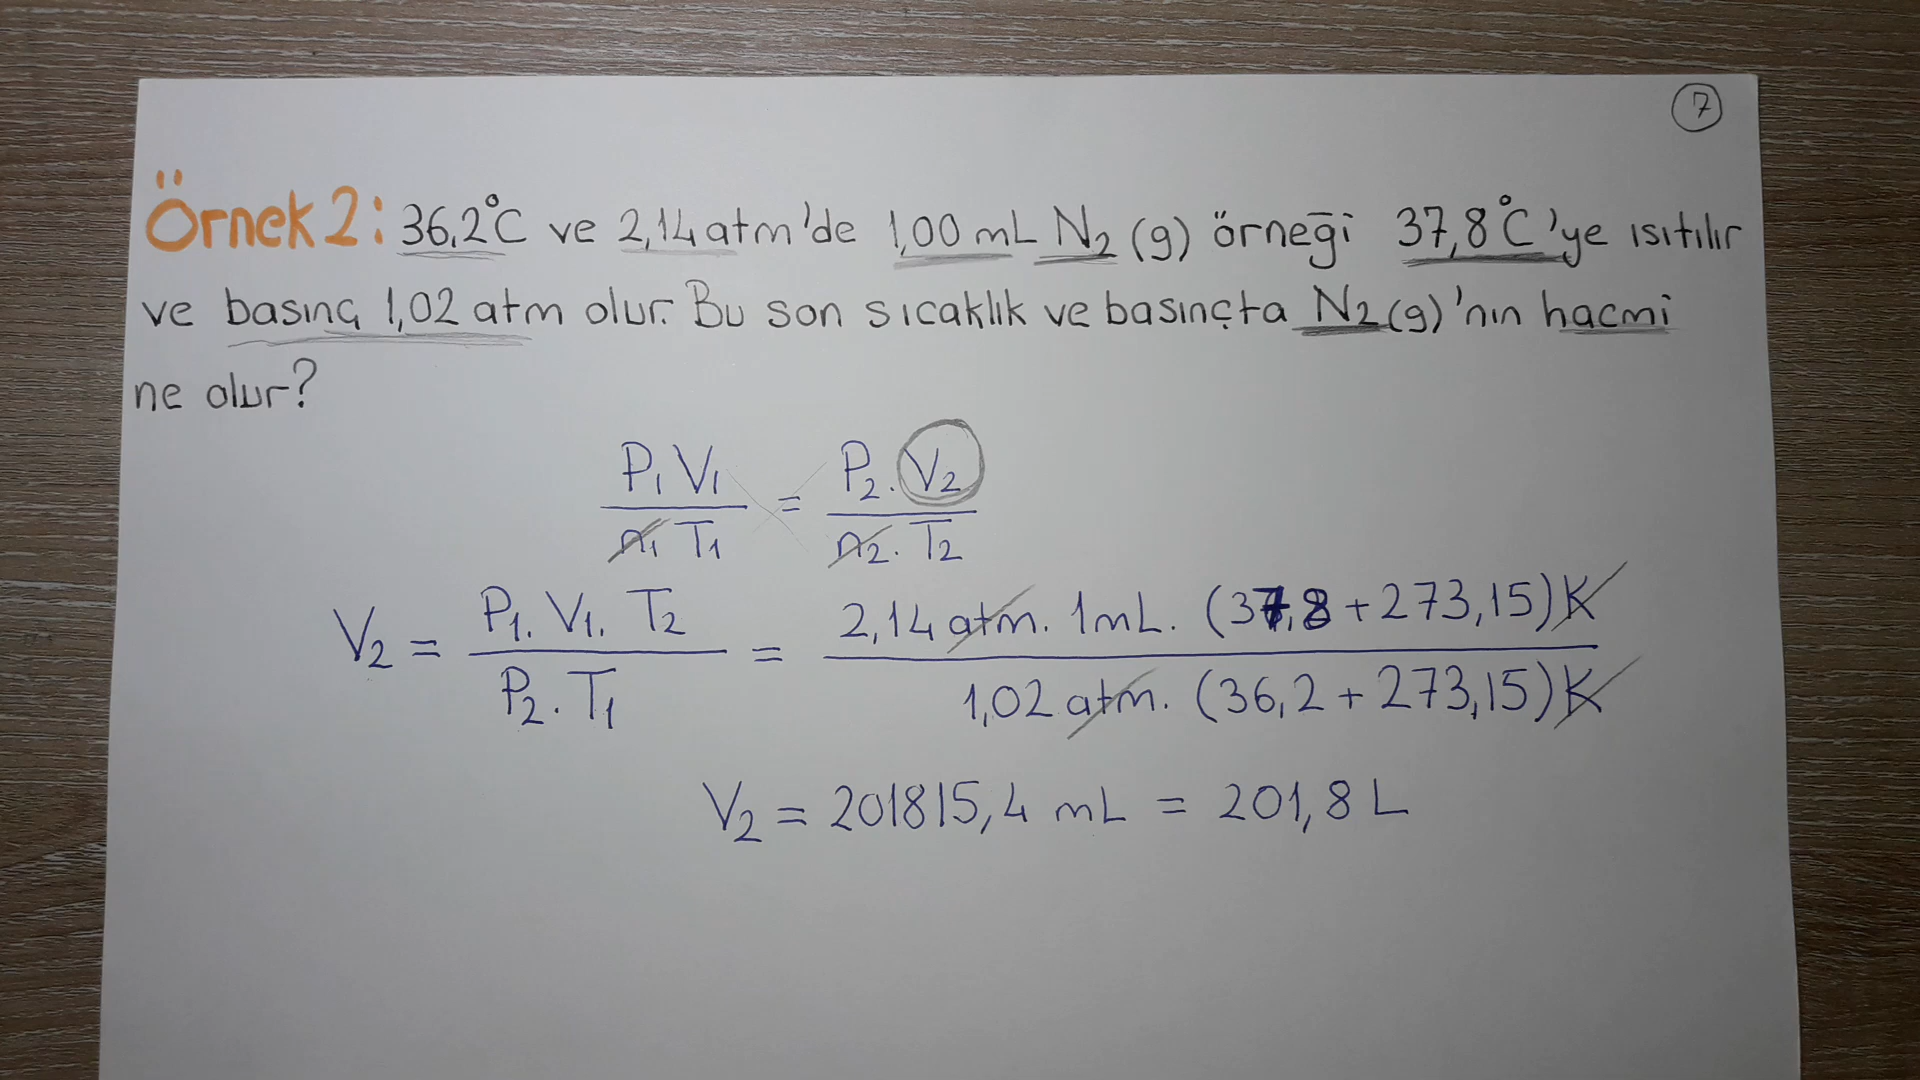 7
Örnek 2: 36,2°C ve 2,14 atm'de 1,00 mL N₂ (g) örneği 37,8°C'ye ısıtılır
ve basınç 1,02 atm olur. Bu son sıcaklık ve basınçta N₂(g)'nın hacmi
ne olur?
P₁ V₁ / n₁ T₁ = P₂ . V₂ / n₂ . T₂
V₂ = P₁ . V₁ . T₂ / P₂ . T₁ = 2,14 atm . 1mL . (37,8 + 273,15) K / 1,02 atm . (36,2 + 273,15) K
V₂ = 201815,4 mL = 201,8 L